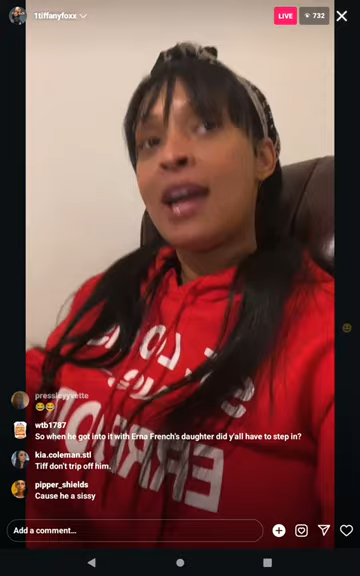 1tiffanyfoxx
LIVE
732
pressleyyvette
😂😂
wtb1787
So when he got into it with Erna French's daughter did y'all have to step in?
kia.coleman.stl
Tiff don't trip off him.
pipper_shields
Cause he a sissy
Add a comment...